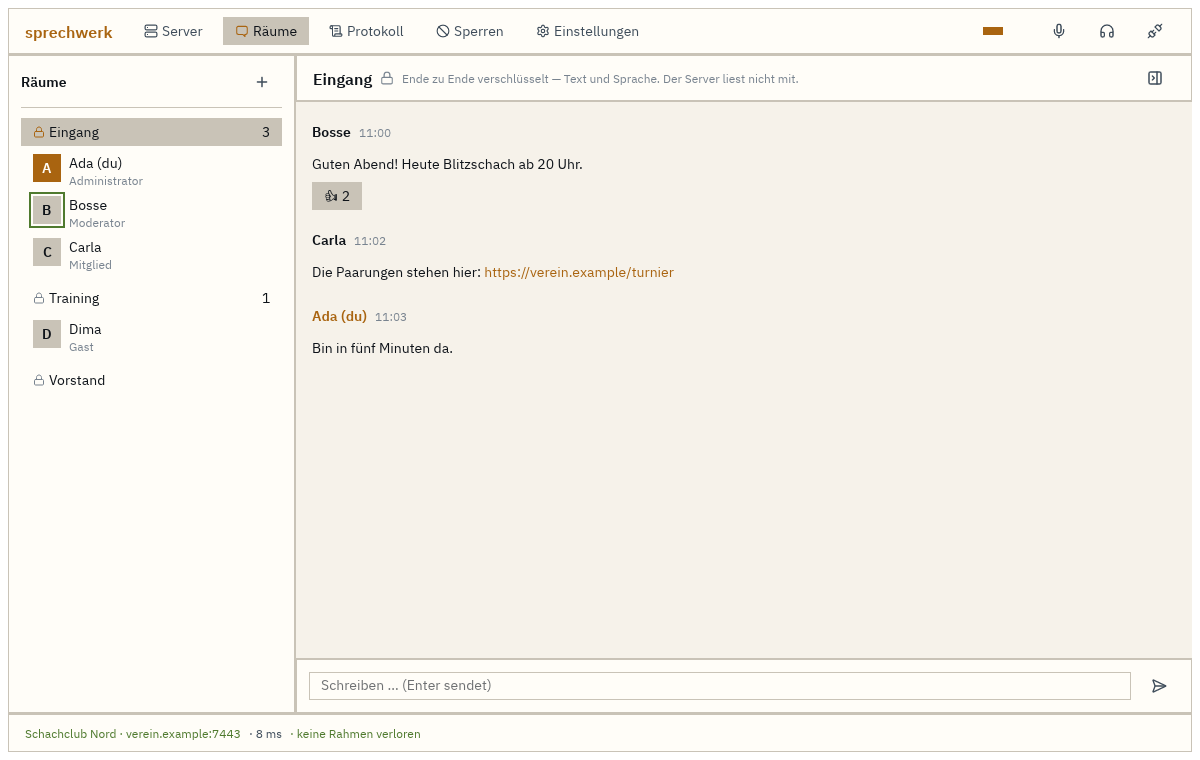 sprechwerk Server Räume Protokoll Sperren Einstellungen
Räume
Eingang 3
A Ada (du)
Administrator
B Bosse
Moderator
C Carla
Mitglied
Training 1
D Dima
Gast
Vorstand
Eingang Ende zu Ende verschlüsselt — Text und Sprache. Der Server liest nicht mit.
Bosse 11:00
Guten Abend! Heute Blitzschach ab 20 Uhr.
👍 2
Carla 11:02
Die Paarungen stehen hier: https://verein.example/turnier
Ada (du) 11:03
Bin in fünf Minuten da.
Schreiben … (Enter sendet)
Schachclub Nord · verein.example:7443 · 8 ms · keine Rahmen verloren